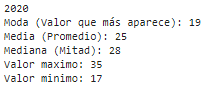 2020
Moda (Valor que más aparece): 19
Media (Promedio): 25
Mediana (Mitad): 28
Valor maximo: 35
Valor minimo: 17